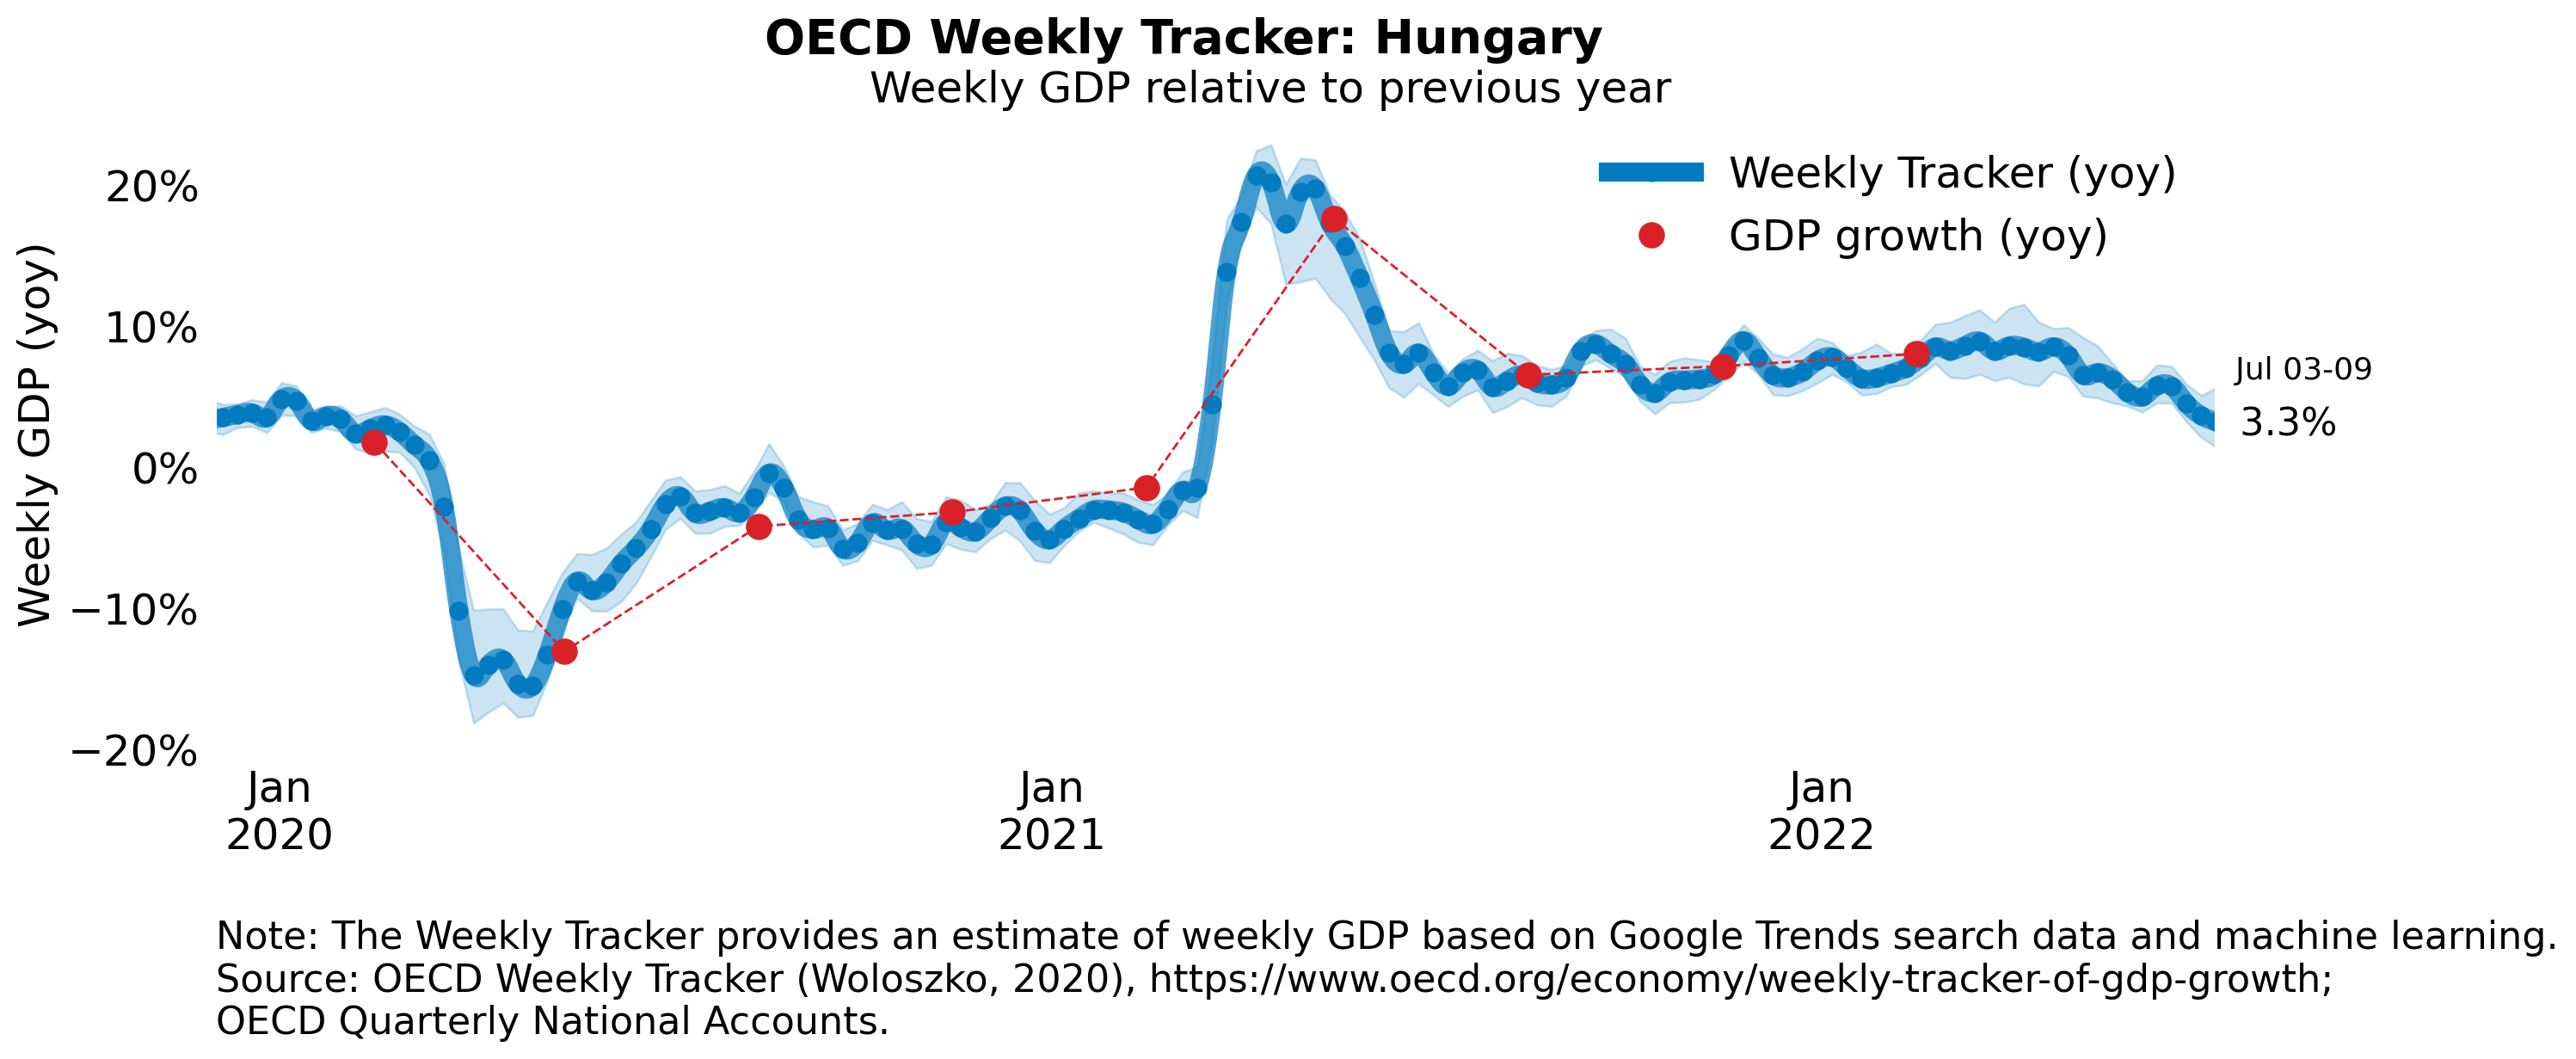 OECD Weekly Tracker: Hungary
Weekly GDP relative to previous year
Weekly Tracker (yoy)
GDP growth (yoy)
Weekly GDP (yoy)
20%
10%
0%
−10%
−20%
Jul 03-09
3.3%
Jan
2020
Jan
2021
Jan
2022
Note: The Weekly Tracker provides an estimate of weekly GDP based on Google Trends search data and machine learning.
Source: OECD Weekly Tracker (Woloszko, 2020), https://www.oecd.org/economy/weekly-tracker-of-gdp-growth;
OECD Quarterly National Accounts.